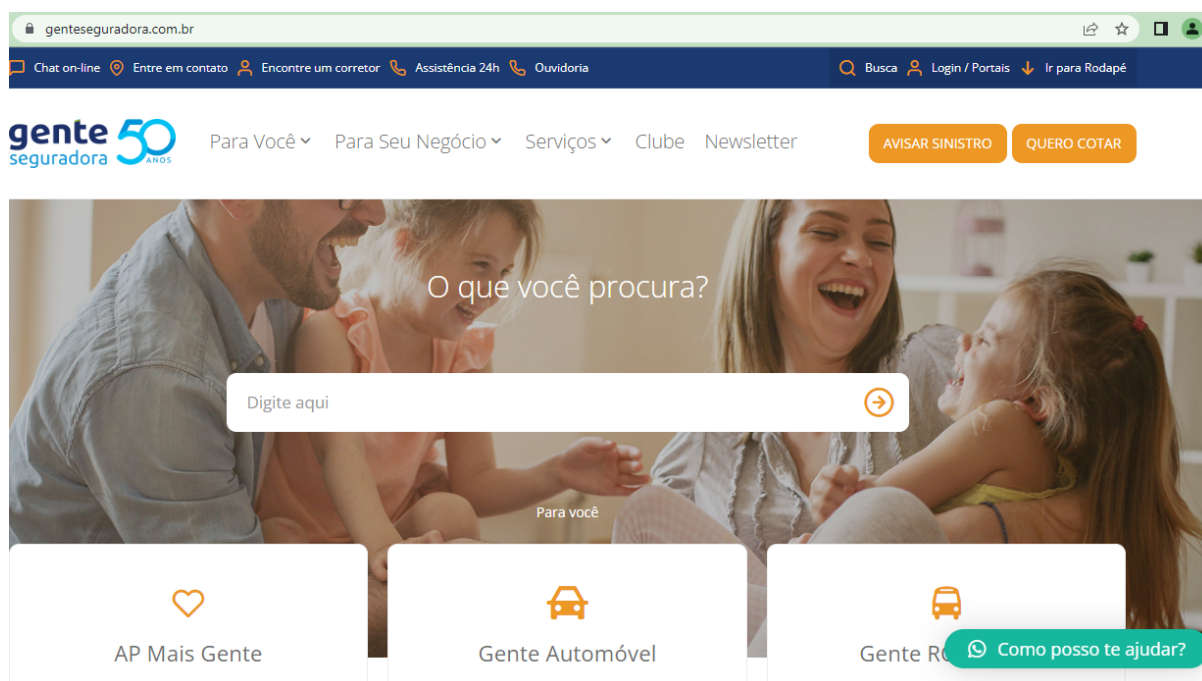 genteseguradora.com.br
Chat on-line Entre em contato Encontre um corretor Assistência 24h Ouvidoria Busca Login / Portais Ir para Rodapé
gente 50
seguradora ANOS
Para Você Para Seu Negócio Serviços Clube Newsletter AVISAR SINISTRO QUERO COTAR
O que você procura?
Digite aqui
Para você
AP Mais Gente Gente Automóvel Gente
Como posso te ajudar?